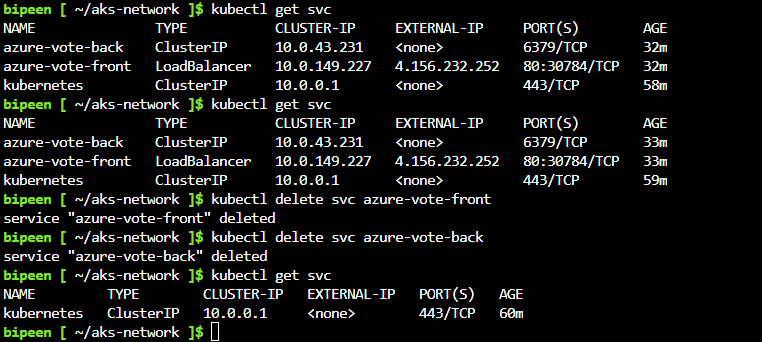 bipeen [ ~/aks-network ]$ kubectl get svc
NAME               TYPE           CLUSTER-IP     EXTERNAL-IP     PORT(S)        AGE
azure-vote-back    ClusterIP      10.0.43.231    <none>          6379/TCP       32m
azure-vote-front   LoadBalancer   10.0.149.227   4.156.232.252   80:30784/TCP   32m
kubernetes         ClusterIP      10.0.0.1       <none>          443/TCP        58m
bipeen [ ~/aks-network ]$ kubectl get svc
NAME               TYPE           CLUSTER-IP     EXTERNAL-IP     PORT(S)        AGE
azure-vote-back    ClusterIP      10.0.43.231    <none>          6379/TCP       33m
azure-vote-front   LoadBalancer   10.0.149.227   4.156.232.252   80:30784/TCP   33m
kubernetes         ClusterIP      10.0.0.1       <none>          443/TCP        59m
bipeen [ ~/aks-network ]$ kubectl delete svc azure-vote-front
service "azure-vote-front" deleted
bipeen [ ~/aks-network ]$ kubectl delete svc azure-vote-back
service "azure-vote-back" deleted
bipeen [ ~/aks-network ]$ kubectl get svc
NAME         TYPE        CLUSTER-IP   EXTERNAL-IP   PORT(S)   AGE
kubernetes   ClusterIP   10.0.0.1     <none>        443/TCP   60m
bipeen [ ~/aks-network ]$